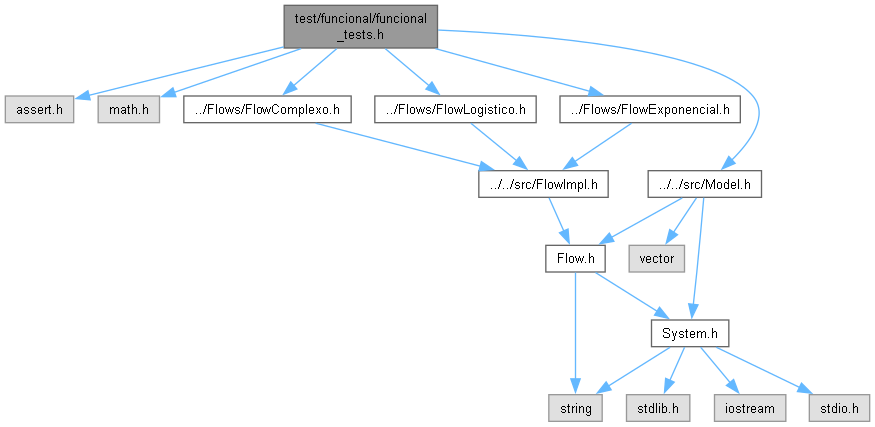 test/funcional/funcional
_tests.h
assert.h
math.h
../Flows/FlowComplexo.h
../Flows/FlowLogistico.h
../Flows/FlowExponencial.h
../../src/FlowImpl.h
../../src/Model.h
Flow.h
vector
System.h
string
stdlib.h
iostream
stdio.h